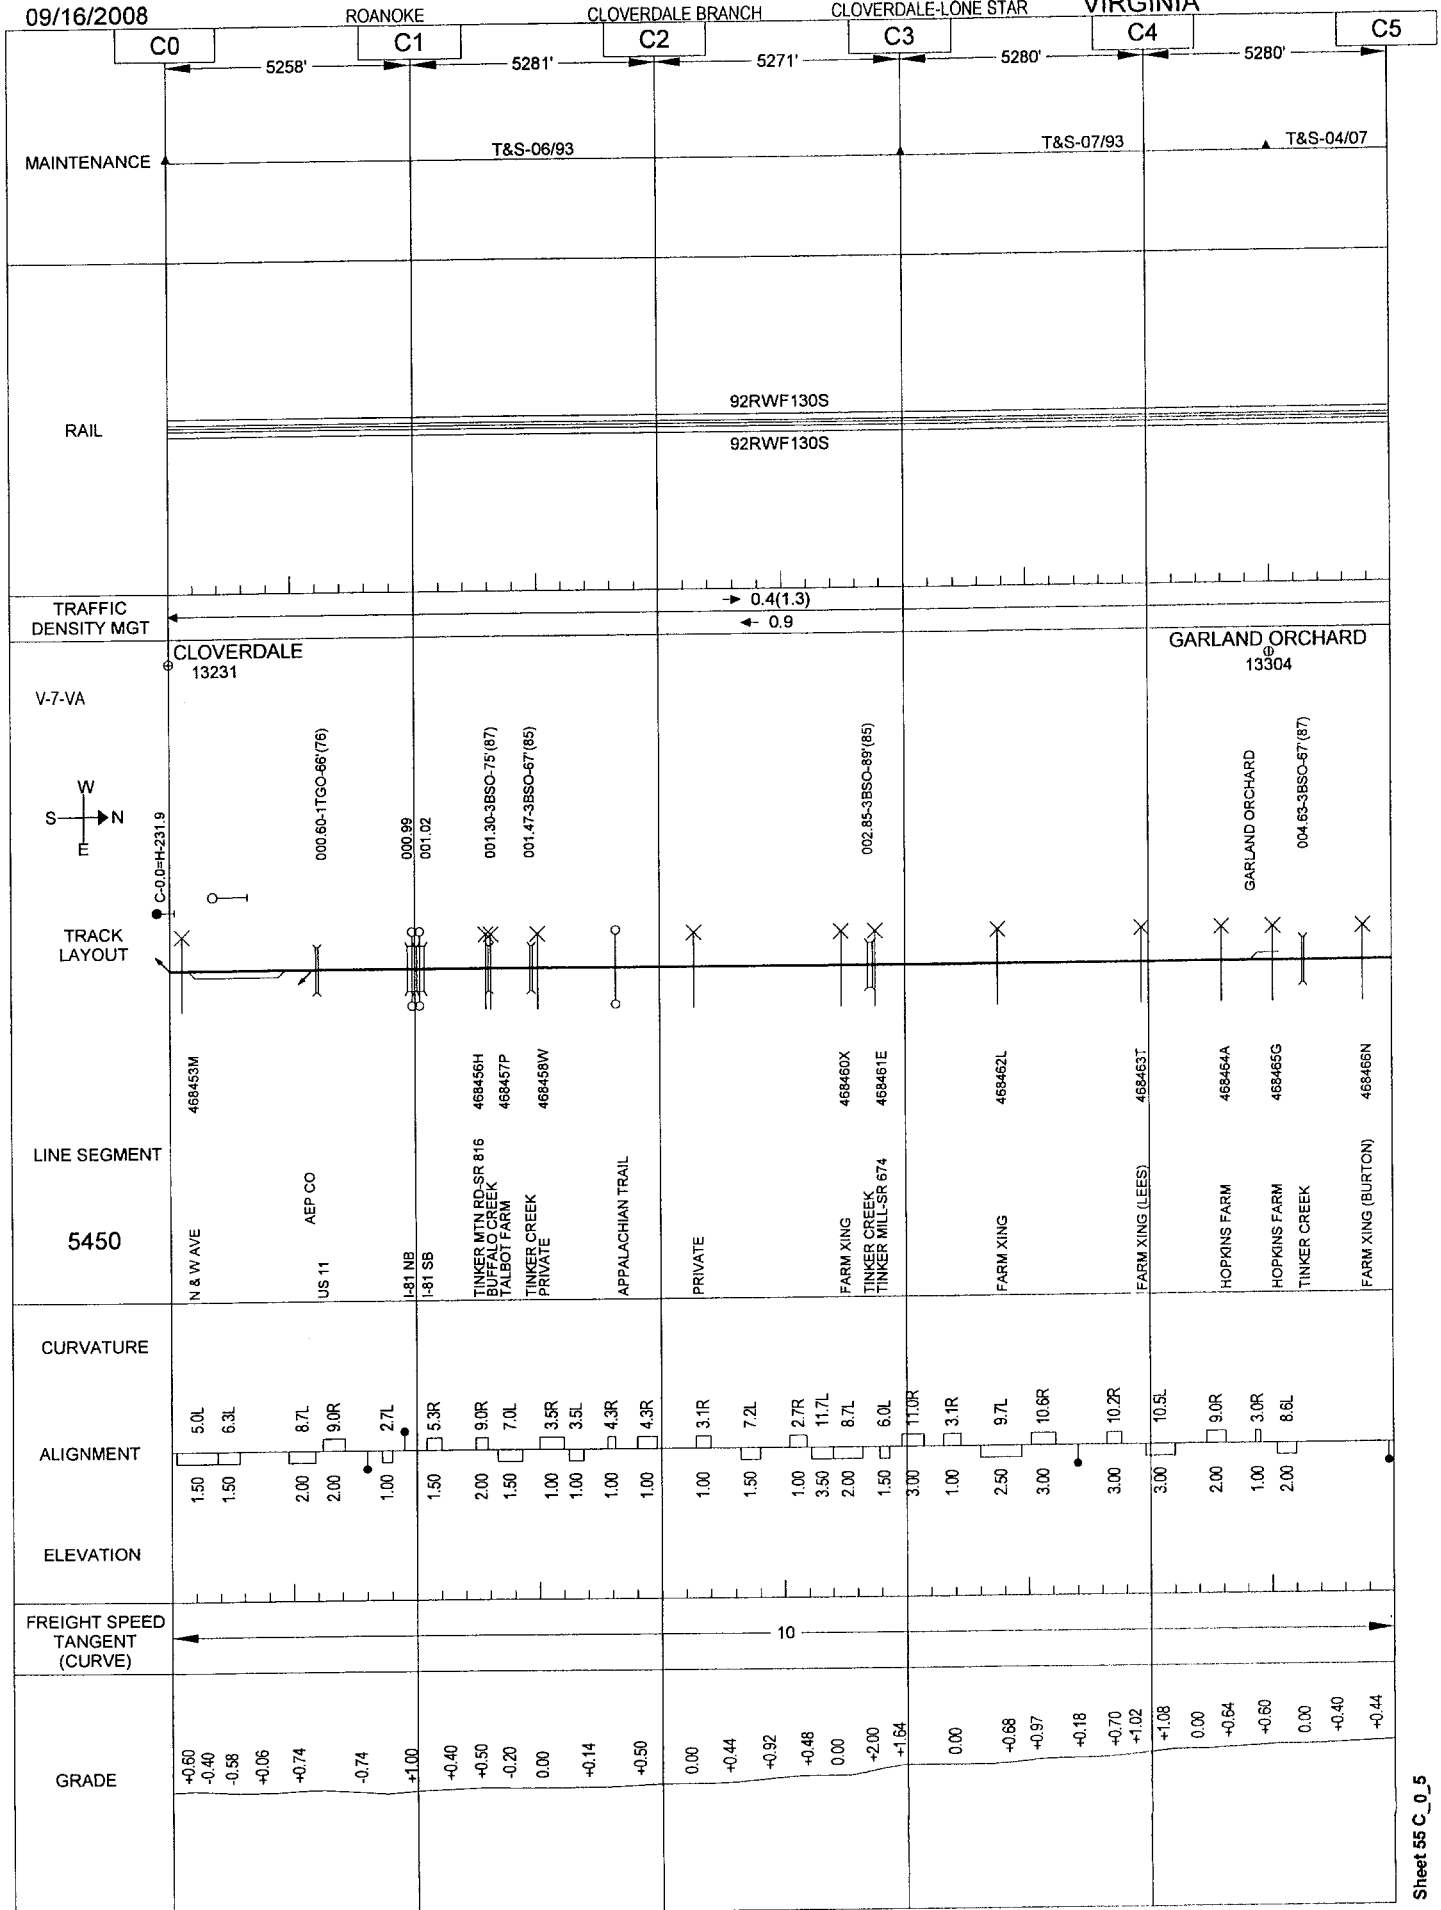 09/16/2008 ROANOKE CLOVERDALE BRANCH CLOVERDALE-LONE STAR VIRGINIA
C0 C1 C2 C3 C4 C5
5258' 5281' 5271' 5280' 5280'
MAINTENANCE T&S-06/93 T&S-07/93 T&S-04/07
92RWF130S
RAIL
92RWF130S
TRAFFIC
DENSITY MGT
0.4(1.3)
0.9
CLOVERDALE
13231
GARLAND ORCHARD
13304
V-7-VA
W
S N
E
C-0.0=H-231.9
000.60-1TGO-66'(76)
000.99
001.02
001.30-3BSO-75'(87)
001.47-3BSO-67'(85)
002.85-3BSO-89'(85)
GARLAND ORCHARD
004.63-3BSO-67'(87)
TRACK
LAYOUT
468453M
468456H
468457P
468458W
468460X
468461E
468462L
468463T
468464A
468465G
468466N
LINE SEGMENT
5450
N & W AVE
AEP CO
US 11
I-81 NB
I-81 SB
TINKER MTN RD-SR 816
BUFFALO CREEK
TALBOT FARM
TINKER CREEK
PRIVATE
APPALACHIAN TRAIL
PRIVATE
FARM XING
TINKER CREEK
TINKER MILL-SR 674
FARM XING
FARM XING (LEES)
HOPKINS FARM
HOPKINS FARM
TINKER CREEK
FARM XING (BURTON)
CURVATURE
5.0L 6.3L 8.7L 9.0R 2.7L 5.3R 9.0R 7.0L 3.5R 3.5L 4.3R 4.3R 3.1R 7.2L 2.7R 11.7L 8.7L 6.0L 11.0R 3.1R 9.7L 10.6R 10.2R 10.5L 9.0R 3.0R 8.6L
ALIGNMENT
1.50 1.50 2.00 2.00 1.00 1.50 2.00 1.50 1.00 1.00 1.00 1.00 1.00 1.50 1.00 3.50 2.00 1.50 3.00 1.00 2.50 3.00 3.00 3.00 2.00 1.00 2.00
ELEVATION
FREIGHT SPEED
TANGENT
(CURVE)
10
GRADE
+0.60 -0.40 -0.58 +0.06 +0.74 -0.74 +1.00 +0.40 +0.50 -0.20 0.00 +0.14 +0.50 0.00 +0.44 +0.92 +0.48 0.00 +2.00 +1.64 0.00 +0.68 +0.97 +0.18 +0.70 +1.02 +1.08 0.00 +0.64 +0.60 0.00 +0.40 +0.44
Sheet 55 C_0_5